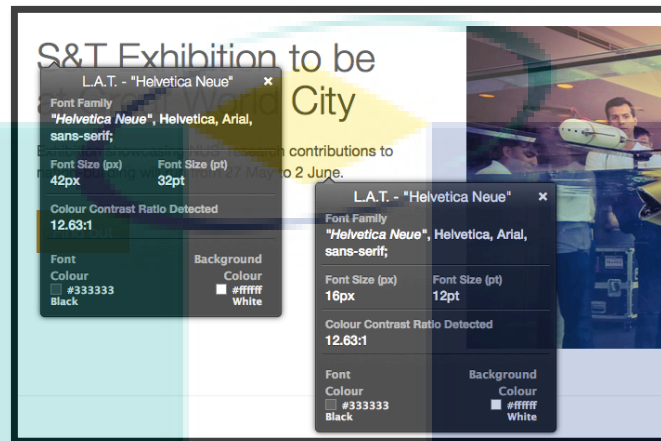 S&T Exhibition to be
at Great World City
L.A.T. - "Helvetica Neue" ×
Font Family
"Helvetica Neue", Helvetica, Arial,
sans-serif;
Font Size (px) Font Size (pt)
42px 32pt
Colour Contrast Ratio Detected
12.63:1
Font Background
Colour Colour
#333333 #ffffff
Black White
contributions to
27 May to 2 June.
L.A.T. - "Helvetica Neue" ×
Font Family
"Helvetica Neue", Helvetica, Arial,
sans-serif;
Font Size (px) Font Size (pt)
16px 12pt
Colour Contrast Ratio Detected
12.63:1
Font Background
Colour Colour
#333333 #ffffff
Black White